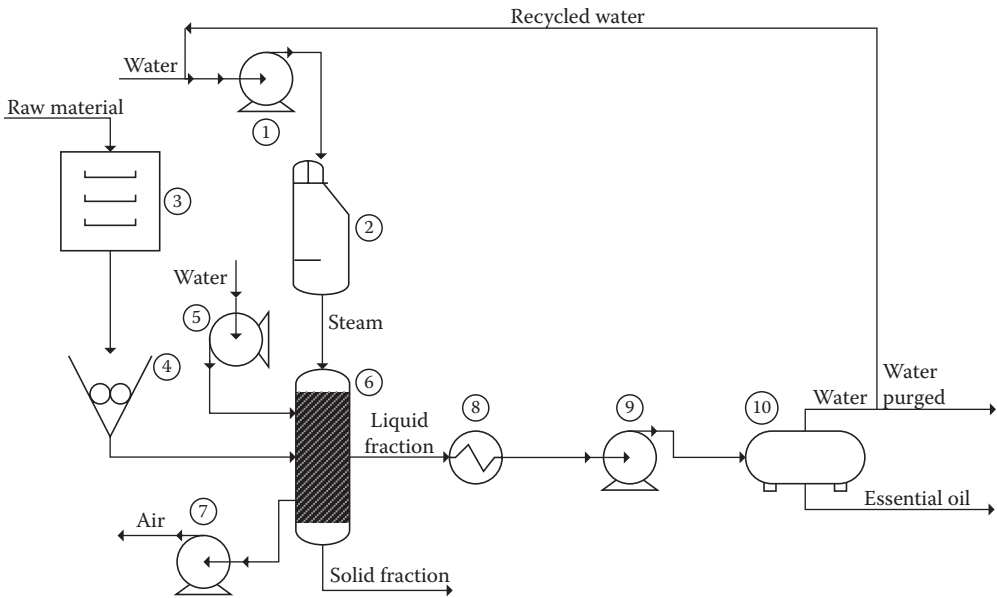 Recycled water
Water
Raw material
1
3
2
Water
5
Steam
4
6
Liquid
fraction
8
9
10
Water
Water
purged
Essential oil
7
Air
Solid fraction